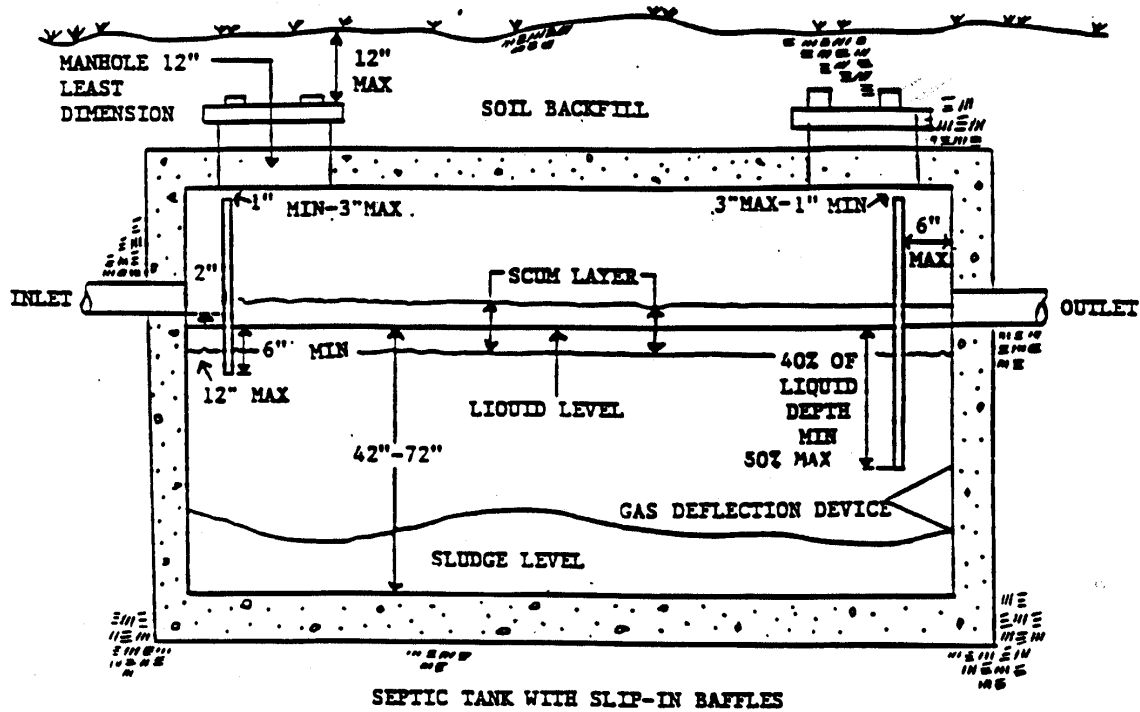 MANHOLE 12"
LEAST
DIMENSION
12"
MAX
SOIL BACKFILL
1"
MIN-3"MAX
3"MAX-1" MIN
6"
MAX
2"
SCUM LAYER
INLET
OUTLET
6" MIN
12" MAX
LIQUID LEVEL
40% OF
LIQUID
DEPTH
MIN
50% MAX
42"-72"
GAS DEFLECTION DEVICE
SLUDGE LEVEL
SEPTIC TANK WITH SLIP-IN BAFFLES